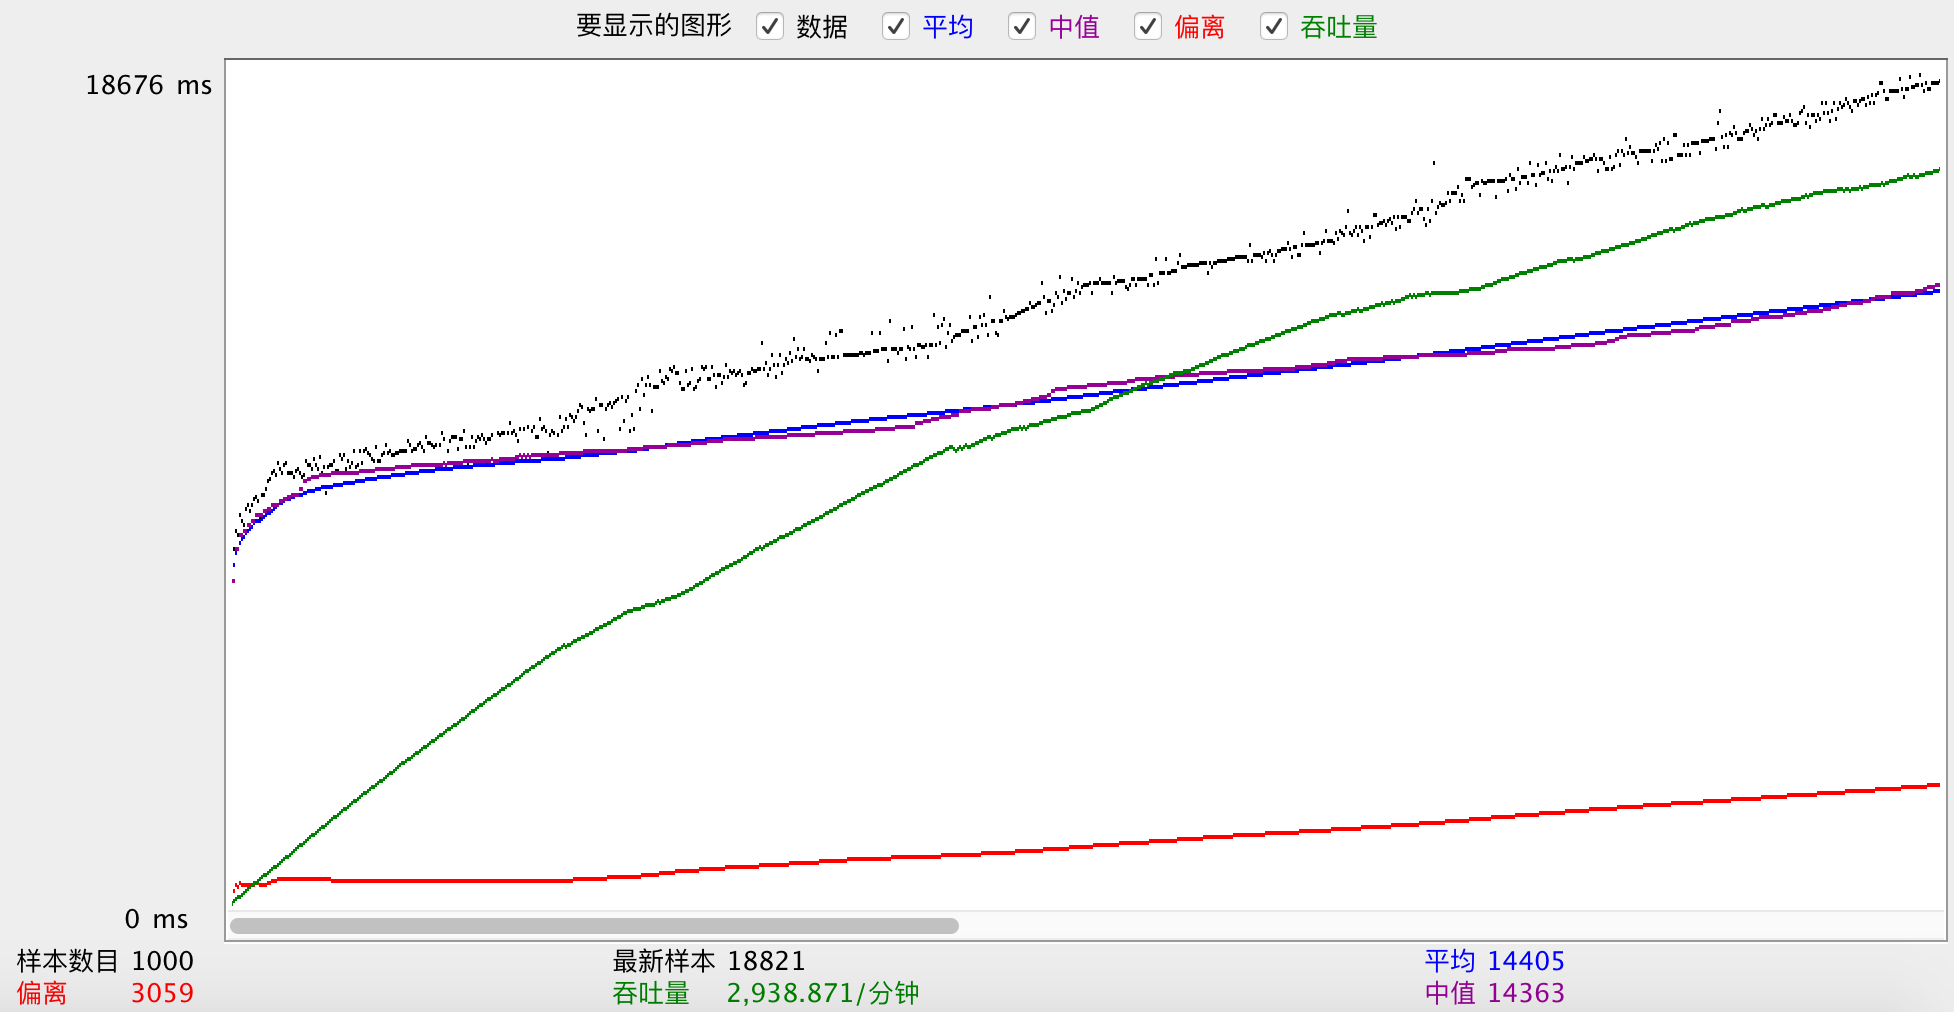 要显示的图形 数据 平均 中值 偏离 吞吐量
18676 ms
0 ms
样本数目 1000 最新样本 18821 平均 14405
偏离 3059 吞吐量 2,938.871/分钟 中值 14363